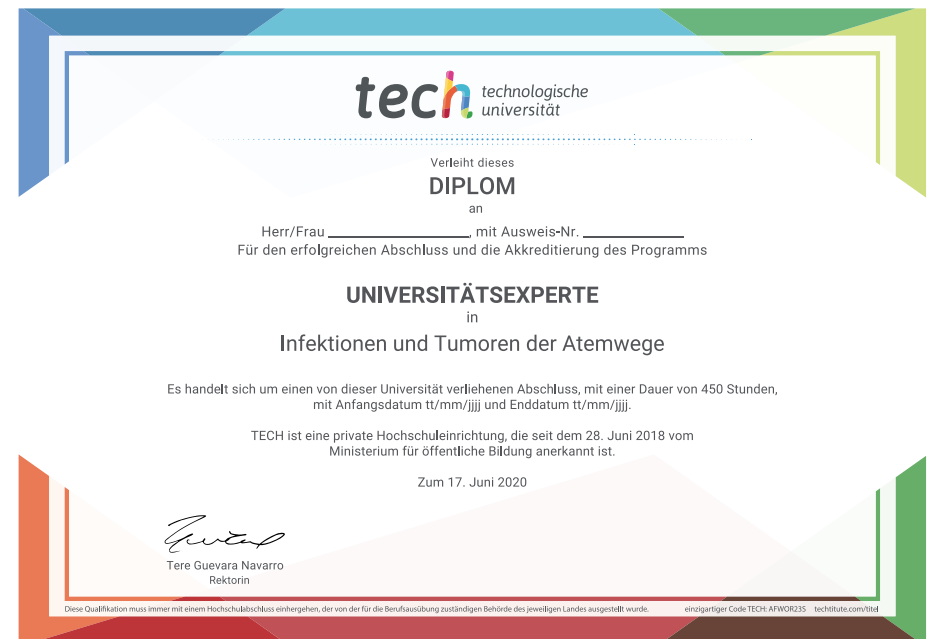 tech technologische
universität
Verleiht dieses
DIPLOM
an
Herr/Frau ____________________, mit Ausweis-Nr. ______________
Für den erfolgreichen Abschluss und die Akkreditierung des Programms
UNIVERSITÄTSEXPERTE
in
Infektionen und Tumoren der Atemwege
Es handelt sich um einen von dieser Universität verliehenen Abschluss, mit einer Dauer von 450 Stunden,
mit Anfangsdatum tt/mm/jjjj und Enddatum tt/mm/jjjj.
TECH ist eine private Hochschuleinrichtung, die seit dem 28. Juni 2018 vom
Ministerium für öffentliche Bildung anerkannt ist.
Zum 17. Juni 2020
Tere Guevara Navarro
Rektorin
Diese Qualifikation muss immer mit einem Hochschulabschluss einhergehen, der von der für die Berufsausübung zuständigen Behörde des jeweiligen Landes ausgestellt wurde. einzigartiger Code TECH: AFWOR23S techtitute.com/titel